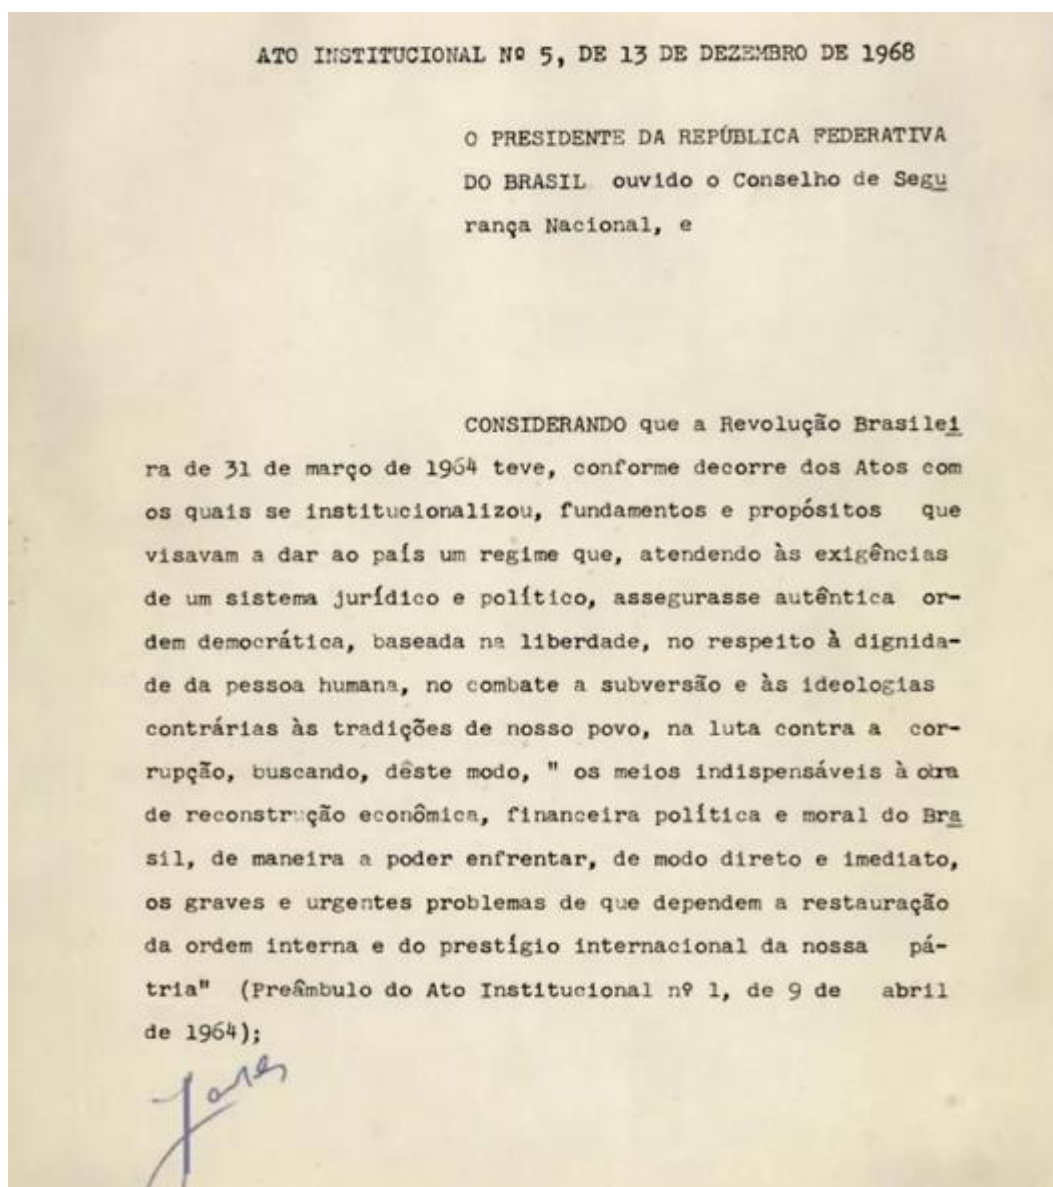 ATO INSTITUCIONAL Nº 5, DE 13 DE DEZEMBRO DE 1968
O PRESIDENTE DA REPÚBLICA FEDERATIVA
DO BRASIL ouvido o Conselho de Segu
rança Nacional, e
CONSIDERANDO que a Revolução Brasilei
ra de 31 de março de 1964 teve, conforme decorre dos Atos com
os quais se institucionalizou, fundamentos e propósitos que
visavam a dar ao país um regime que, atendendo às exigências
de um sistema jurídico e político, assegurasse autêntica or-
dem democrática, baseada na liberdade, no respeito à dignida-
de da pessoa humana, no combate a subversão e às ideologias
contrárias às tradições de nosso povo, na luta contra a cor-
rupção, buscando, dêste modo, " os meios indispensáveis à obra
de reconstrução econômica, financeira política e moral do Bra
sil, de maneira a poder enfrentar, de modo direto e imediato,
os graves e urgentes problemas de que dependem a restauração
da ordem interna e do prestígio internacional da nossa pá-
tria" (Preâmbulo do Ato Institucional nº 1, de 9 de abril
de 1964);